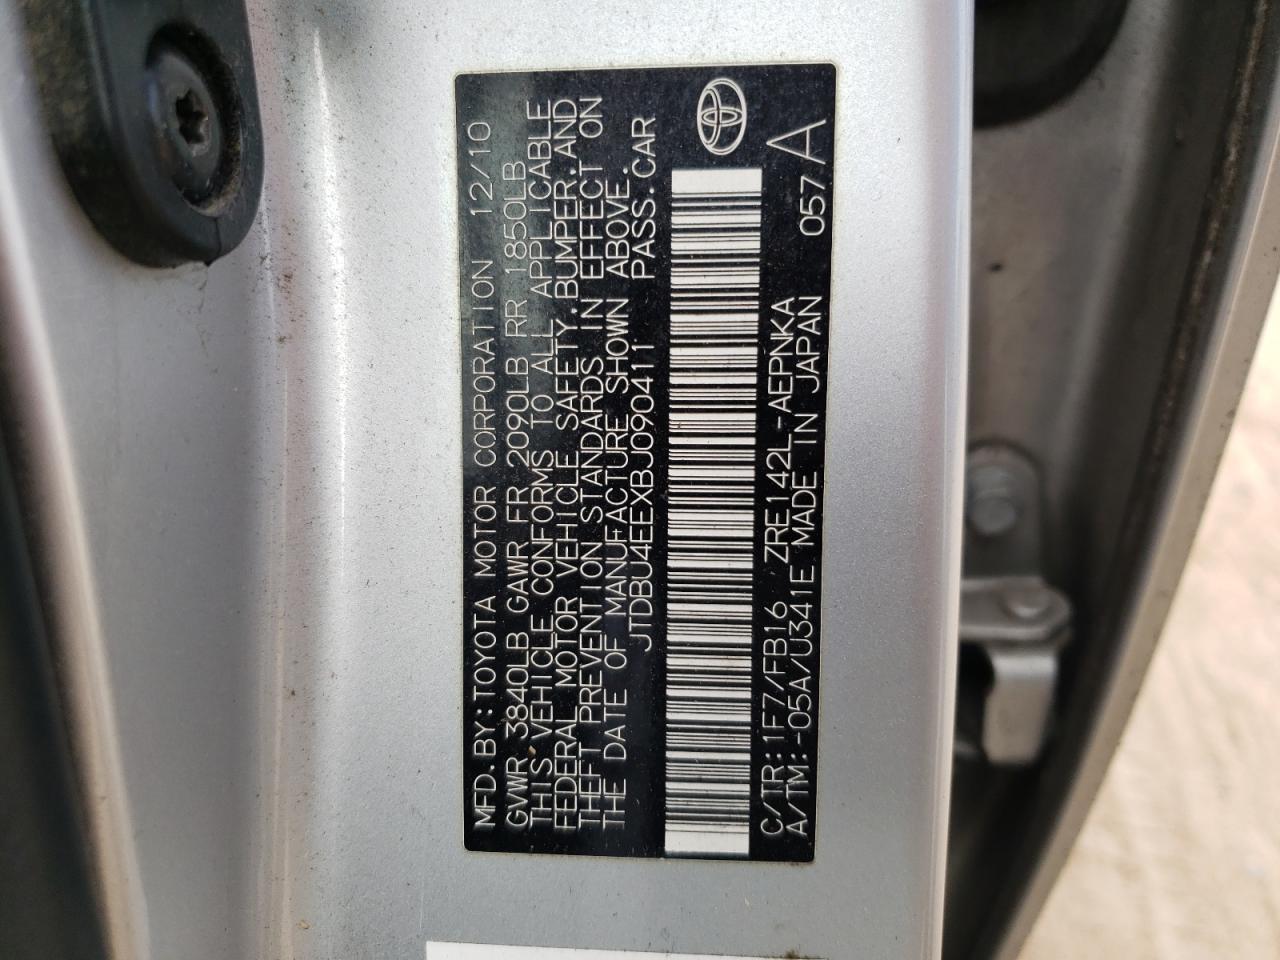 MFD.BY:TOYOTA MOTOR CORPORATION 12/10
GVWR 3840LB GAWR FR 2090LB RR 1850LB
THIS VEHICLE CONFORMS TO ALL APPLICABLE
FEDERAL MOTOR VEHICLE SAFETY,BUMPER,AND
THEFT PREVENTION STANDARDS IN EFFECT ON
THE DATE OF MANUFACTURE SHOWN ABOVE.
JTDBU4EEXBJ090411 PASS.CAR
C/TR:1F7/FB16 ZRE142L-AEPNKA 057A
A/TM:-05A/U341E MADE IN JAPAN